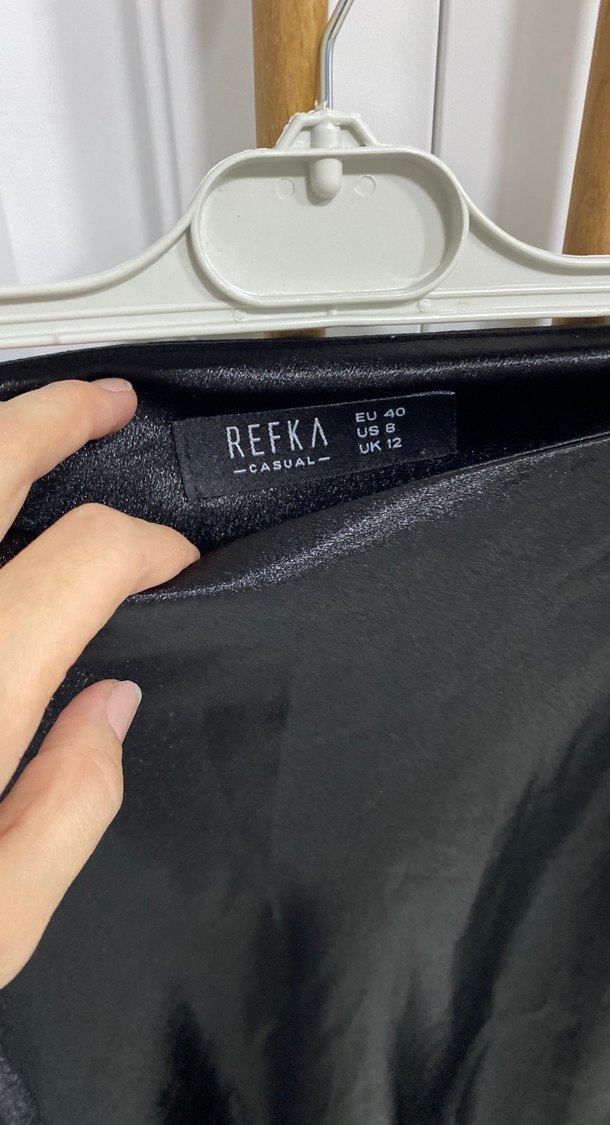 REFKA
—CASUAL—
EU 40
US 8
UK 12